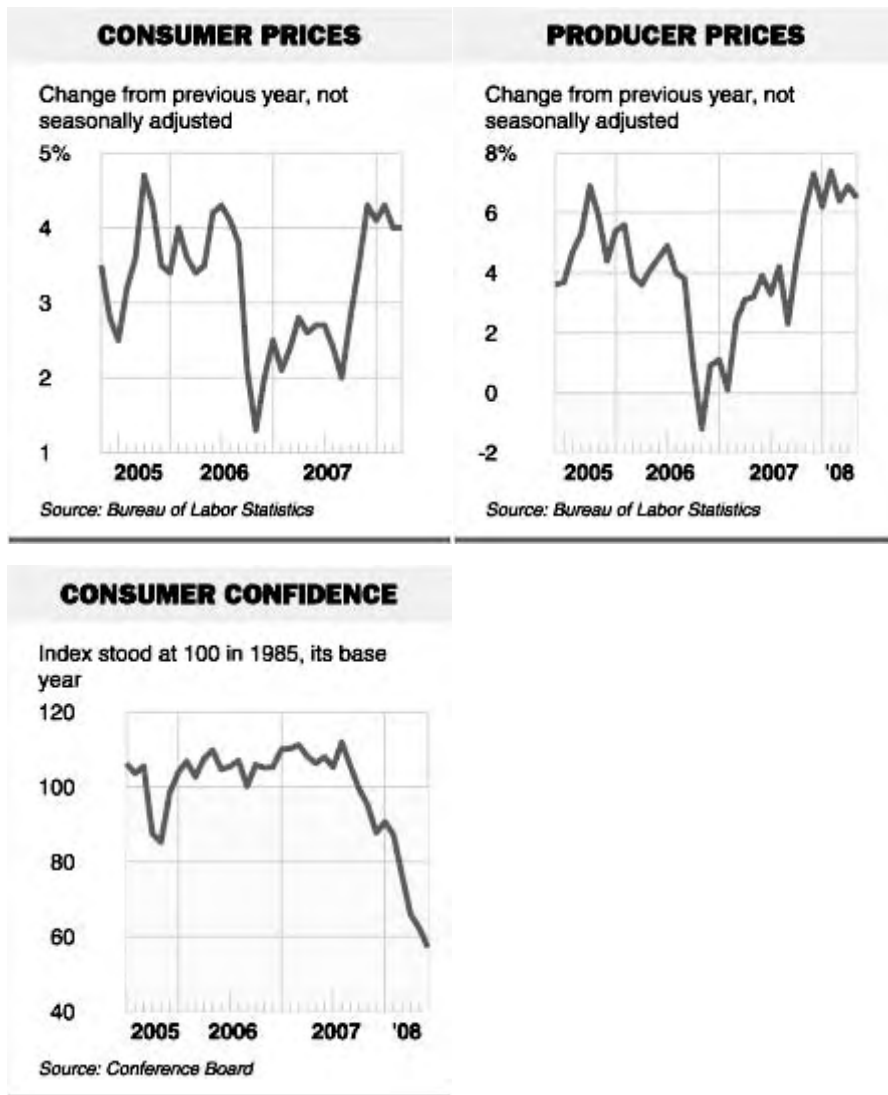 CONSUMER PRICES
Change from previous year, not
seasonally adjusted
5%
4
3
2
1
2005 2006 2007
Source: Bureau of Labor Statistics
PRODUCER PRICES
Change from previous year, not
seasonally adjusted
8%
6
4
2
0
-2
2005 2006 2007 '08
Source: Bureau of Labor Statistics
CONSUMER CONFIDENCE
Index stood at 100 in 1985, its base
year
120
100
80
60
40
2005 2006 2007 '08
Source: Conference Board